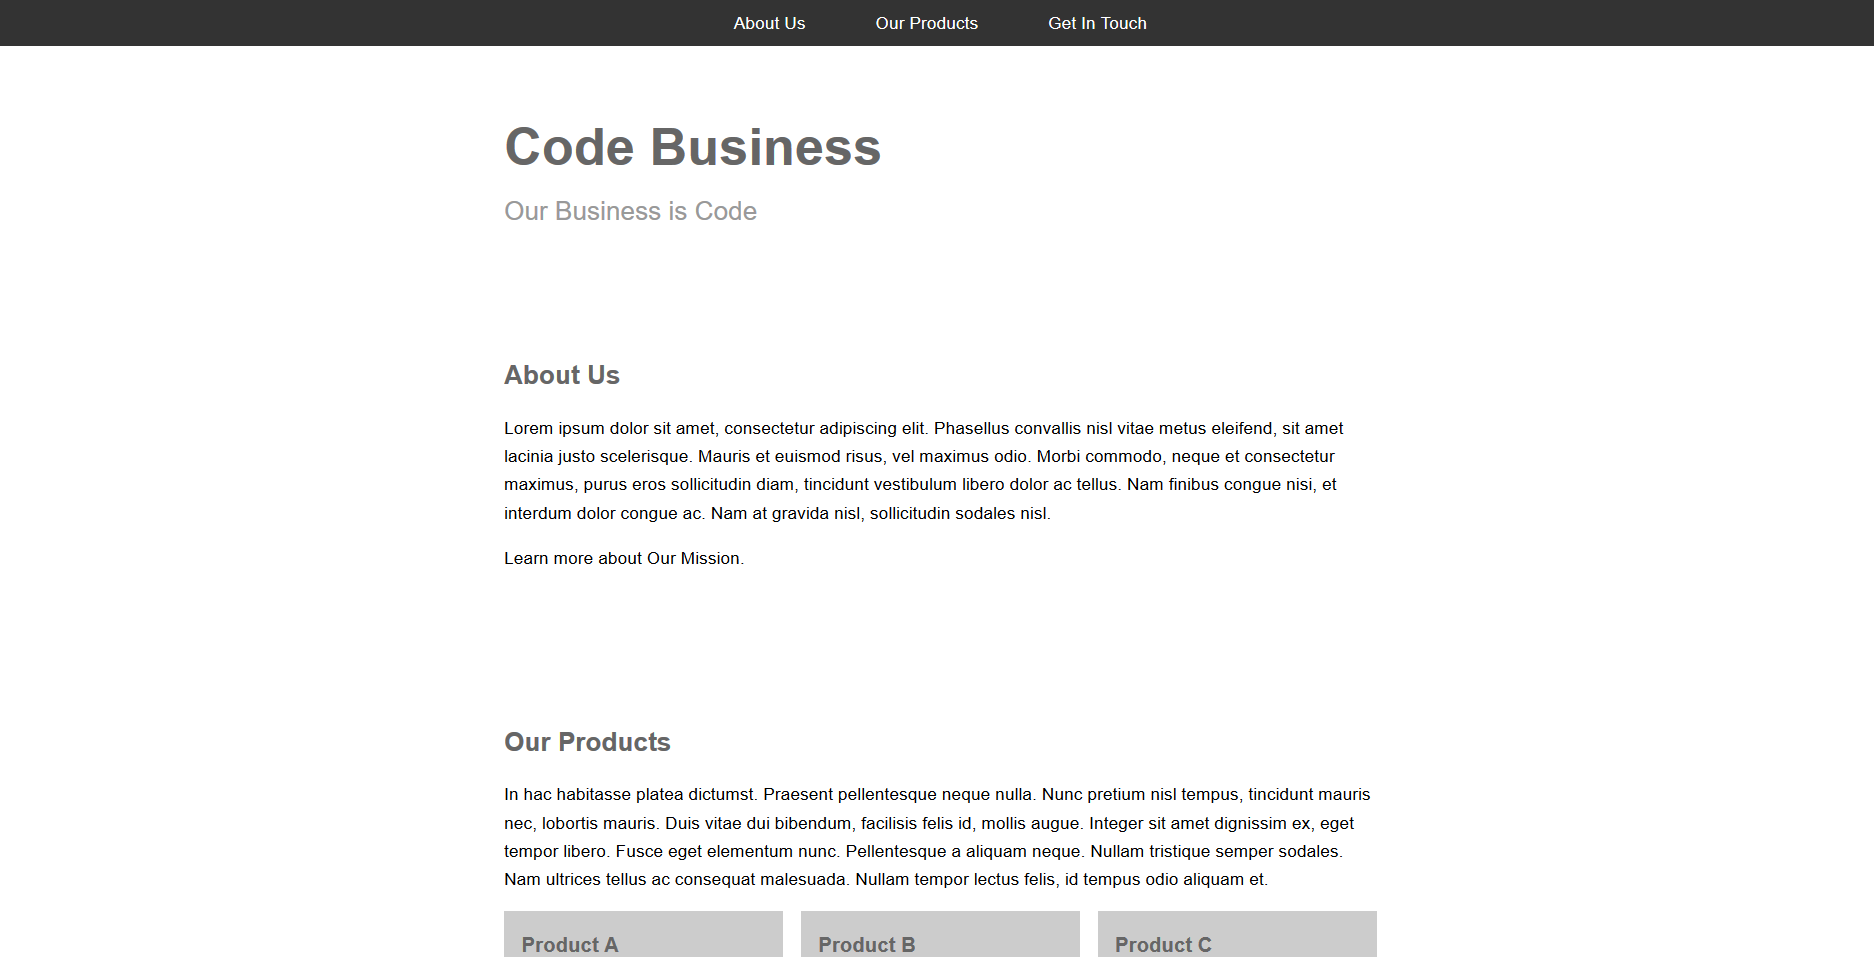 About Us Our Products Get In Touch
Code Business
Our Business is Code
About Us
Lorem ipsum dolor sit amet, consectetur adipiscing elit. Phasellus convallis nisl vitae metus eleifend, sit amet
lacinia justo scelerisque. Mauris et euismod risus, vel maximus odio. Morbi commodo, neque et consectetur
maximus, purus eros sollicitudin diam, tincidunt vestibulum libero dolor ac tellus. Nam finibus congue nisi, et
interdum dolor congue ac. Nam at gravida nisl, sollicitudin sodales nisl.
Learn more about Our Mission.
Our Products
In hac habitasse platea dictumst. Praesent pellentesque neque nulla. Nunc pretium nisl tempus, tincidunt mauris
nec, lobortis mauris. Duis vitae dui bibendum, facilisis felis id, mollis augue. Integer sit amet dignissim ex, eget
tempor libero. Fusce eget elementum nunc. Pellentesque a aliquam neque. Nullam tristique semper sodales.
Nam ultrices tellus ac consequat malesuada. Nullam tempor lectus felis, id tempus odio aliquam et.
Product A Product B Product C